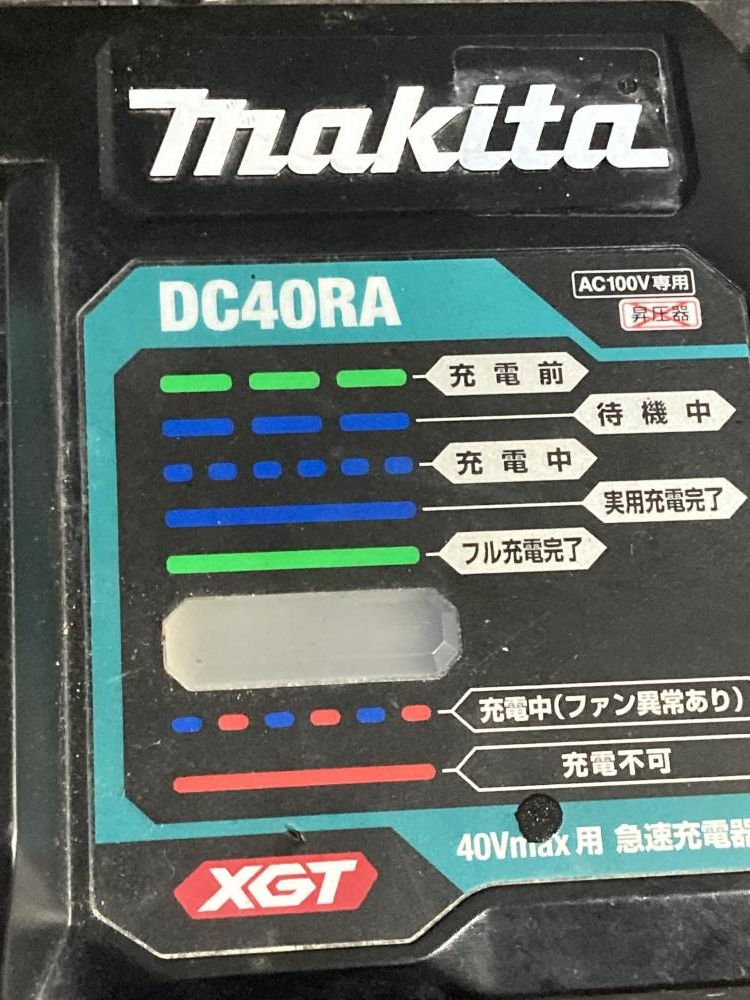 makita
DC40RA
AC100V専用
昇圧器
充電前
待機中
充電中
実用充電完了
フル充電完了
充電中(ファン異常あり)
充電不可
40Vmax用 急速充電器
XGT